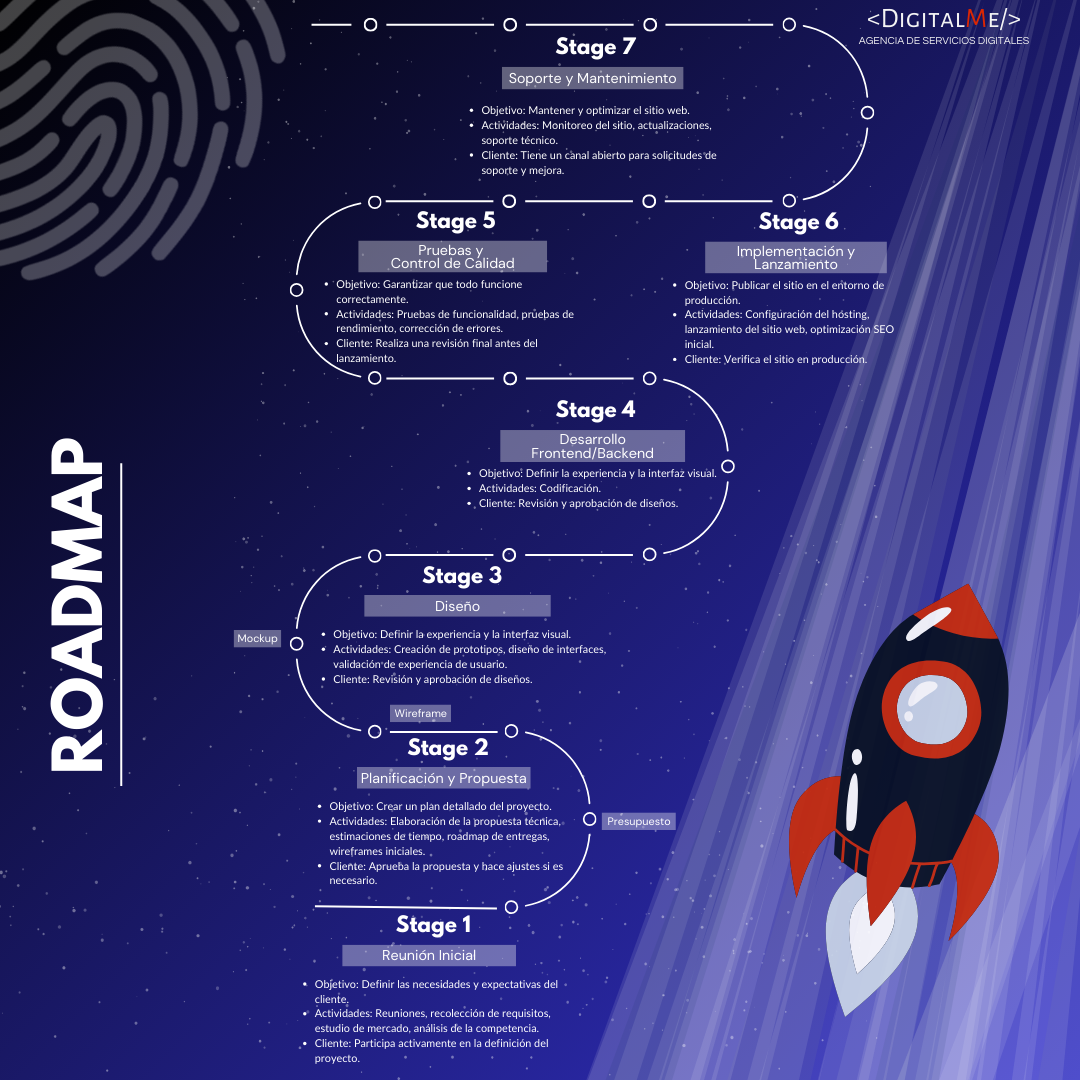 <DIGITALME/>
AGENCIA DE SERVICIOS DIGITALES
Stage 7
Soporte y Mantenimiento
• Objetivo: Mantener y optimizar el sitio web.
• Actividades: Monitoreo del sitio, actualizaciones,
soporte técnico.
• Cliente: Tiene un canal abierto para solicitudes de
soporte y mejora.
Stage 5
Pruebas y
Control de Calidad
• Objetivo: Garantizar que todo funcione
correctamente.
• Actividades: Pruebas de funcionalidad, pruebas de
rendimiento, corrección de errores.
• Cliente: Realiza una revisión final antes del
lanzamiento.
Stage 6
Implementación y
Lanzamiento
• Objetivo: Publicar el sitio en el entorno de
producción.
• Actividades: Configuración del hosting,
lanzamiento del sitio web, optimización SEO
inicial.
• Cliente: Verifica el sitio en producción.
Stage 4
Desarrollo
Frontend/Backend
• Objetivo: Definir la experiencia y la interfaz visual.
• Actividades: Codificación.
• Cliente: Revisión y aprobación de diseños.
ROADMAP
Stage 3
Diseño
Mockup
• Objetivo: Definir la experiencia y la interfaz visual.
• Actividades: Creación de prototipos, diseño de interfaces,
validación de experiencia de usuario.
• Cliente: Revisión y aprobación de diseños.
Wireframe
Stage 2
Planificación y Propuesta
• Objetivo: Crear un plan detallado del proyecto.
• Actividades: Elaboración de la propuesta técnica,
estimaciones de tiempo, roadmap de entregas,
wireframes iniciales.
• Cliente: Aprueba la propuesta y hace ajustes si es
necesario.
Presupuesto
Stage 1
Reunión Inicial
• Objetivo: Definir las necesidades y expectativas del
cliente.
• Actividades: Reuniones, recolección de requisitos,
estudio de mercado, análisis de la competencia.
• Cliente: Participa activamente en la definición del
proyecto.